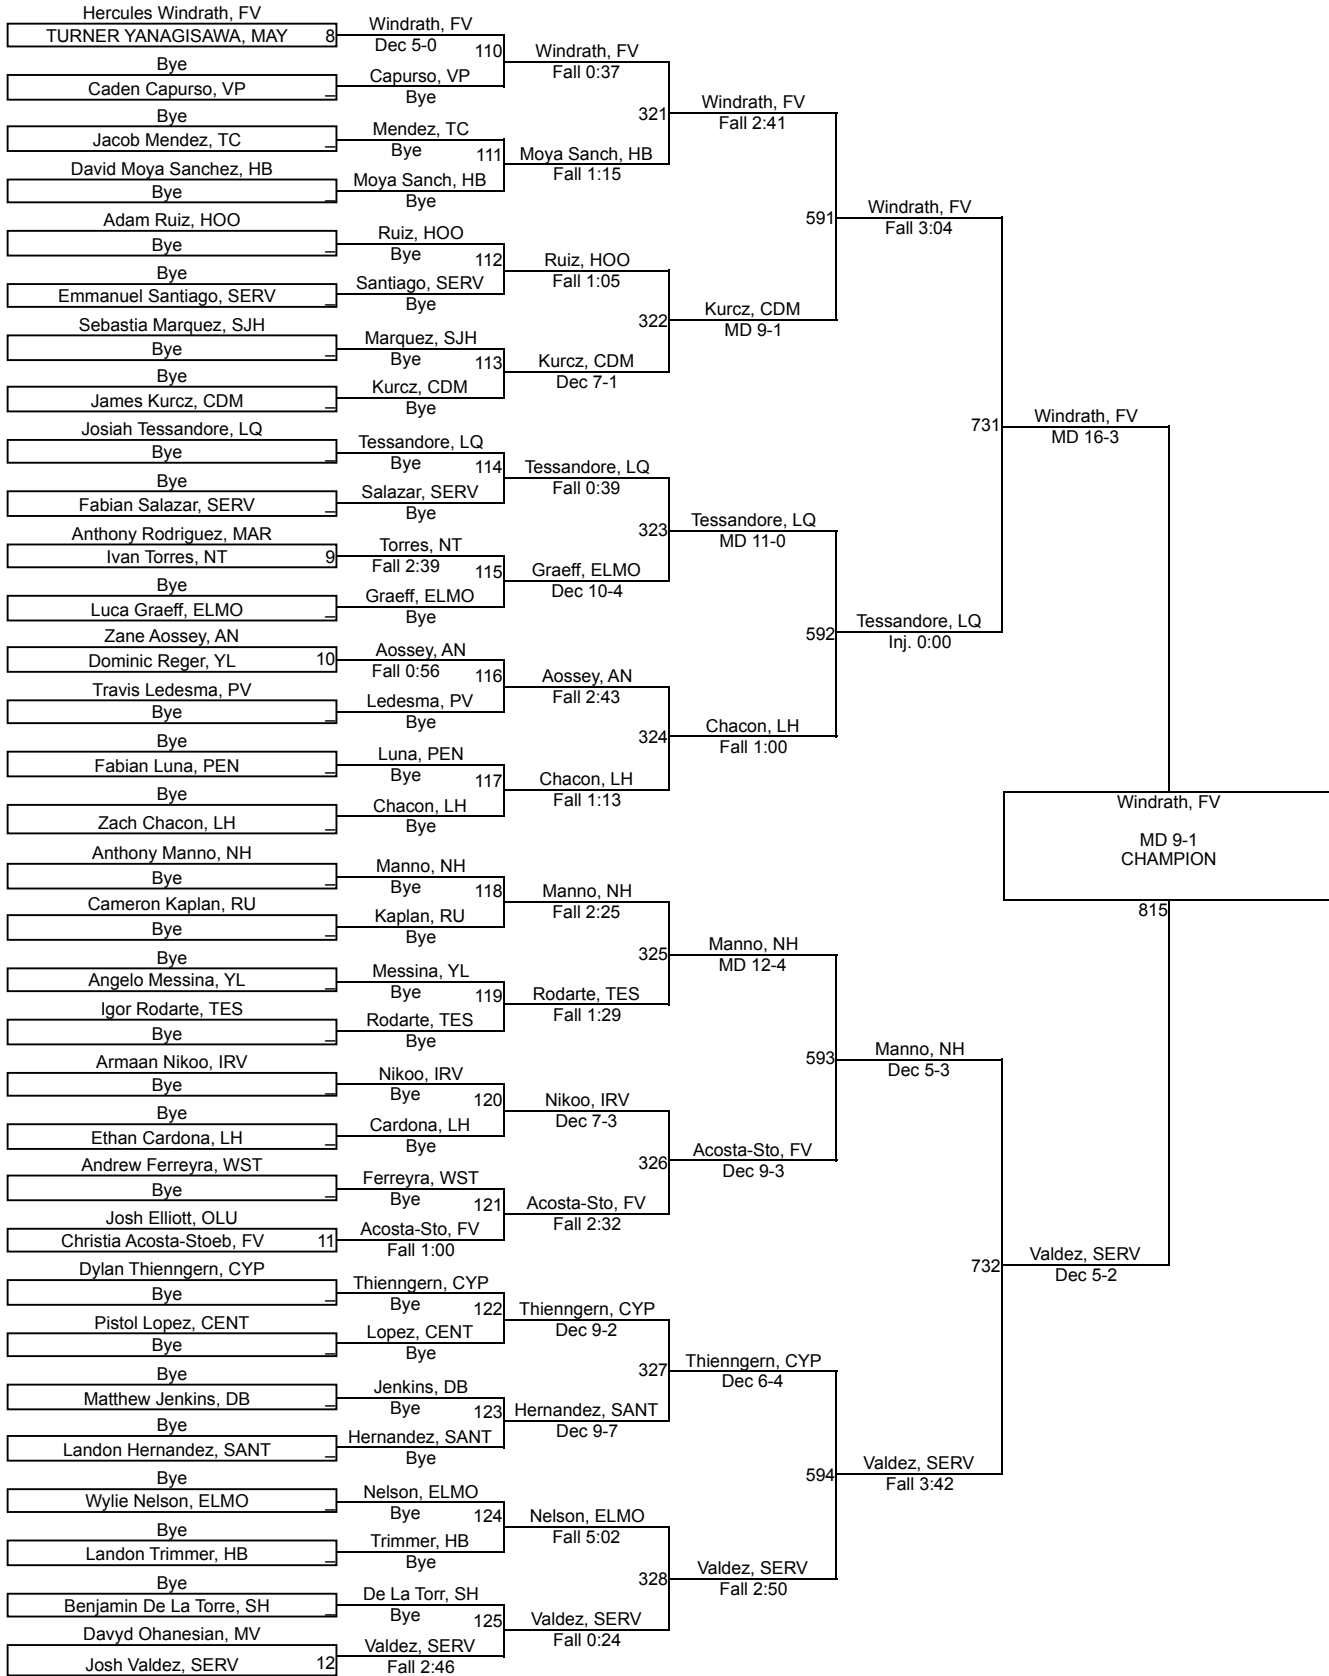 Hercules Windrath, FV
TURNER YANAGISAWA, MAY 8
Bye
Caden Capurso, VP _
Bye
Jacob Mendez, TC _
David Moya Sanchez, HB
Bye _
Adam Ruiz, HOO
Bye _
Bye
Emmanuel Santiago, SERV _
Sebastia Marquez, SJH
Bye _
Bye
James Kurcz, CDM _
Josiah Tessandore, LQ
Bye _
Bye
Fabian Salazar, SERV _
Anthony Rodriguez, MAR
Ivan Torres, NT 9
Bye
Luca Graeff, ELMO _
Zane Aossey, AN
Dominic Reger, YL 10
Travis Ledesma, PV
Bye _
Bye
Fabian Luna, PEN _
Bye
Zach Chacon, LH _
Anthony Manno, NH
Bye _
Cameron Kaplan, RU
Bye _
Bye
Angelo Messina, YL _
Igor Rodarte, TES
Bye _
Armaan Nikoo, IRV
Bye _
Bye
Ethan Cardona, LH _
Andrew Ferreyra, WST
Bye _
Josh Elliott, OLU
Christia Acosta-Stoeb, FV 11
Dylan Thienngern, CYP
Bye _
Pistol Lopez, CENT
Bye _
Bye
Matthew Jenkins, DB _
Bye
Landon Hernandez, SANT _
Bye
Wylie Nelson, ELMO _
Bye
Landon Trimmer, HB _
Bye
Benjamin De La Torre, SH _
Davyd Ohanesian, MV
Josh Valdez, SERV 12
Windrath, FV
Dec 5-0
110
Capurso, VP
Bye
Mendez, TC
Bye
111
Moya Sanch, HB
Bye
Ruiz, HOO
Bye
112
Santiago, SERV
Bye
Marquez, SJH
Bye
113
Kurcz, CDM
Bye
Tessandore, LQ
Bye
114
Salazar, SERV
Bye
Torres, NT
Fall 2:39
115
Graeff, ELMO
Bye
Aossey, AN
Fall 0:56
116
Ledesma, PV
Bye
Luna, PEN
Bye
117
Chacon, LH
Bye
Manno, NH
Bye
118
Kaplan, RU
Bye
Messina, YL
Bye
119
Rodarte, TES
Bye
Nikoo, IRV
Bye
120
Cardona, LH
Bye
Ferreyra, WST
Bye
121
Acosta-Sto, FV
Fall 1:00
Thienngern, CYP
Bye
122
Lopez, CENT
Bye
Jenkins, DB
Bye
123
Hernandez, SANT
Bye
Nelson, ELMO
Bye
124
Trimmer, HB
Bye
De La Torr, SH
Bye
125
Valdez, SERV
Fall 2:46
Windrath, FV
Fall 0:37
321
Moya Sanch, HB
Fall 1:15
Ruiz, HOO
Fall 1:05
322
Kurcz, CDM
Dec 7-1
Tessandore, LQ
Fall 0:39
323
Graeff, ELMO
Dec 10-4
Aossey, AN
Fall 2:43
324
Chacon, LH
Fall 1:13
Manno, NH
Fall 2:25
325
Rodarte, TES
Fall 1:29
Nikoo, IRV
Dec 7-3
326
Acosta-Sto, FV
Fall 2:32
Thienngern, CYP
Dec 9-2
327
Hernandez, SANT
Dec 9-7
Nelson, ELMO
Fall 5:02
328
Valdez, SERV
Fall 0:24
Windrath, FV
Fall 2:41
591
Kurcz, CDM
MD 9-1
Tessandore, LQ
MD 11-0
592
Chacon, LH
Fall 1:00
Manno, NH
MD 12-4
593
Acosta-Sto, FV
Dec 9-3
Thienngern, CYP
Dec 6-4
594
Valdez, SERV
Fall 2:50
Windrath, FV
Fall 3:04
731
Tessandore, LQ
Inj. 0:00
Manno, NH
Dec 5-3
732
Valdez, SERV
Fall 3:42
Windrath, FV
MD 16-3
Windrath, FV
MD 9-1
CHAMPION
815
Valdez, SERV
Dec 5-2